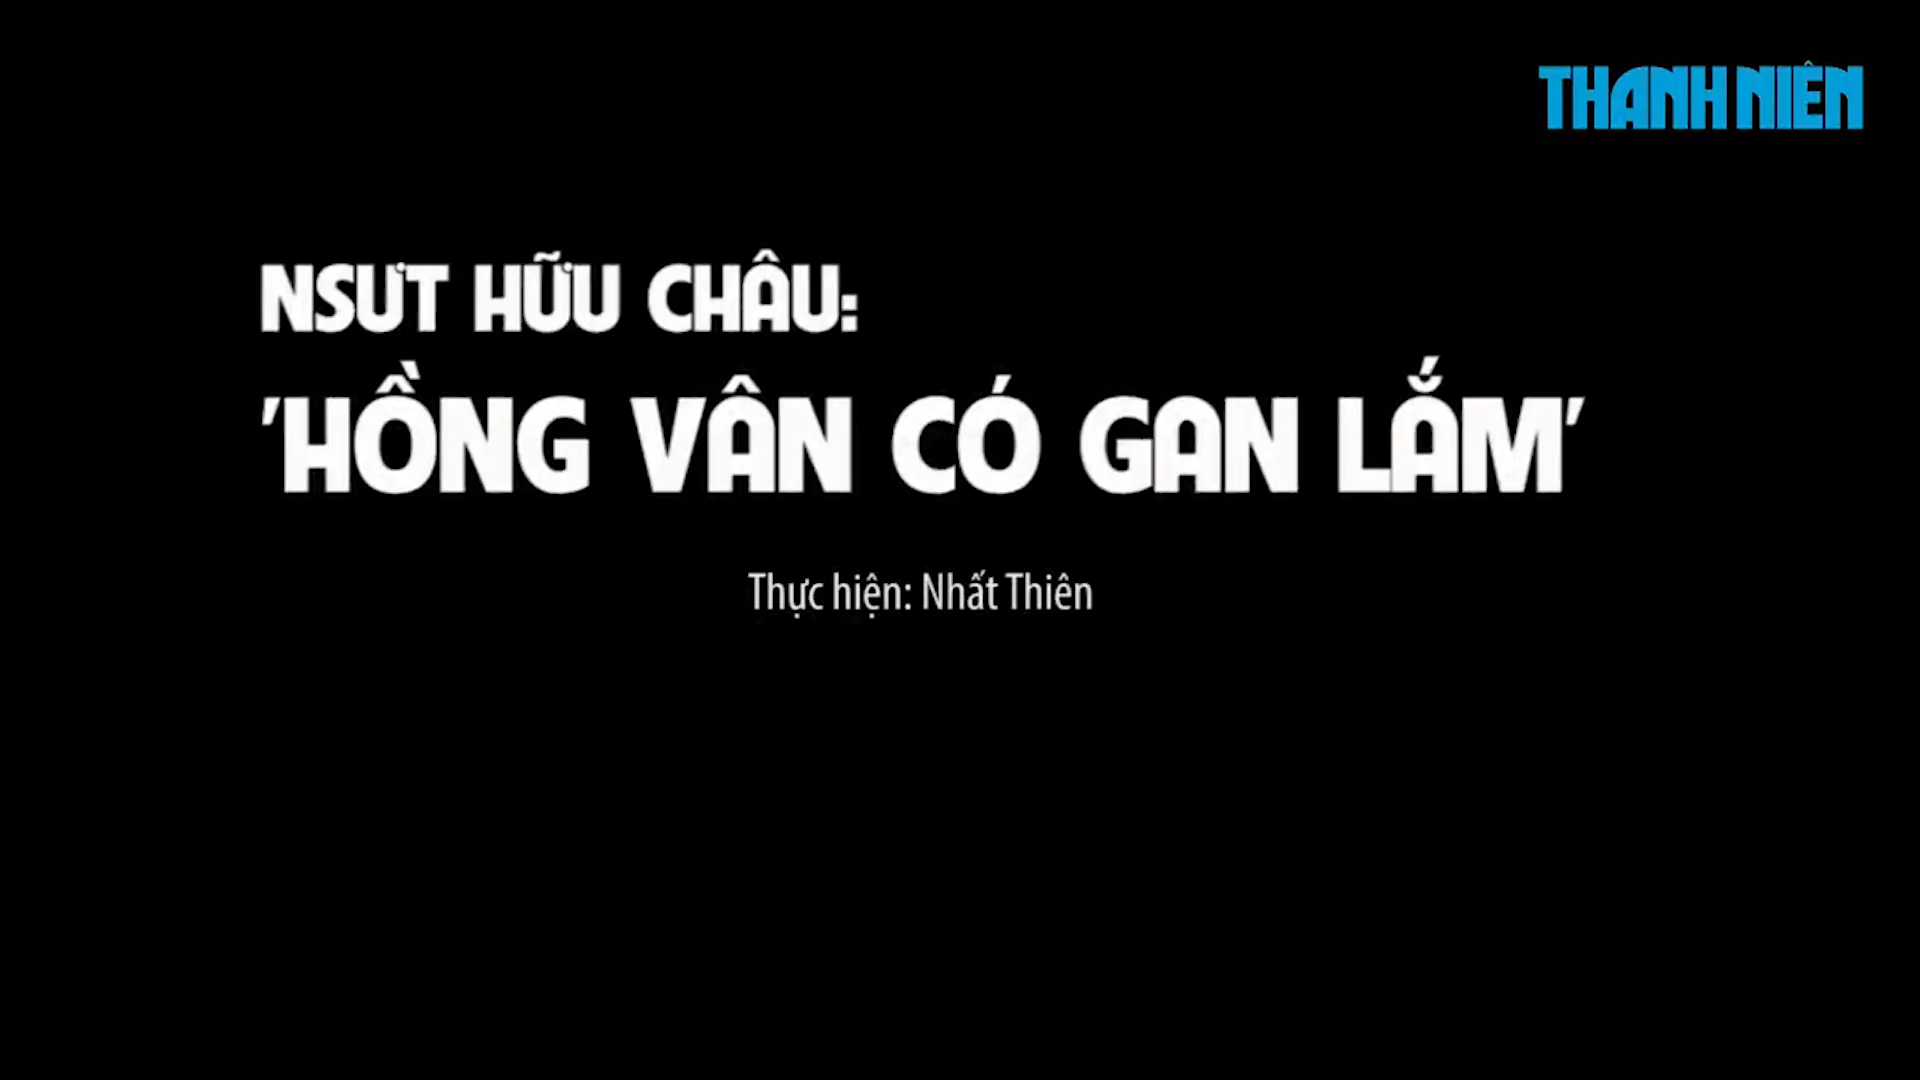 THANH NIÊN
NSƯT HỮU CHÂU:
'HỒNG VÂN CÓ GAN LẮM'
Thực hiện: Nhất Thiên